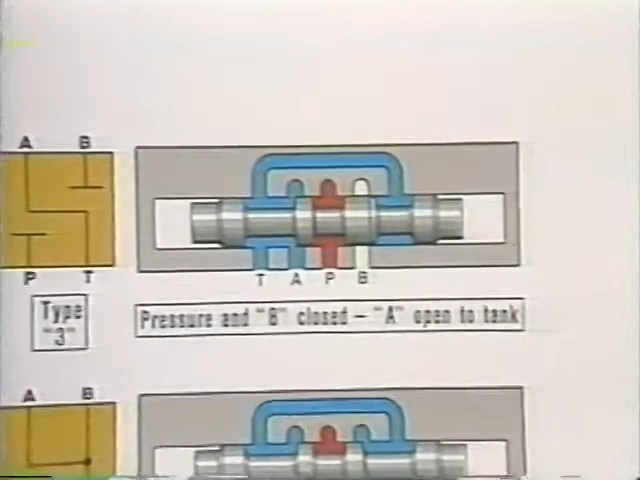 A B
P T
T A P B
Type "3"
Pressure and "B" closed – "A" open to tank
A B